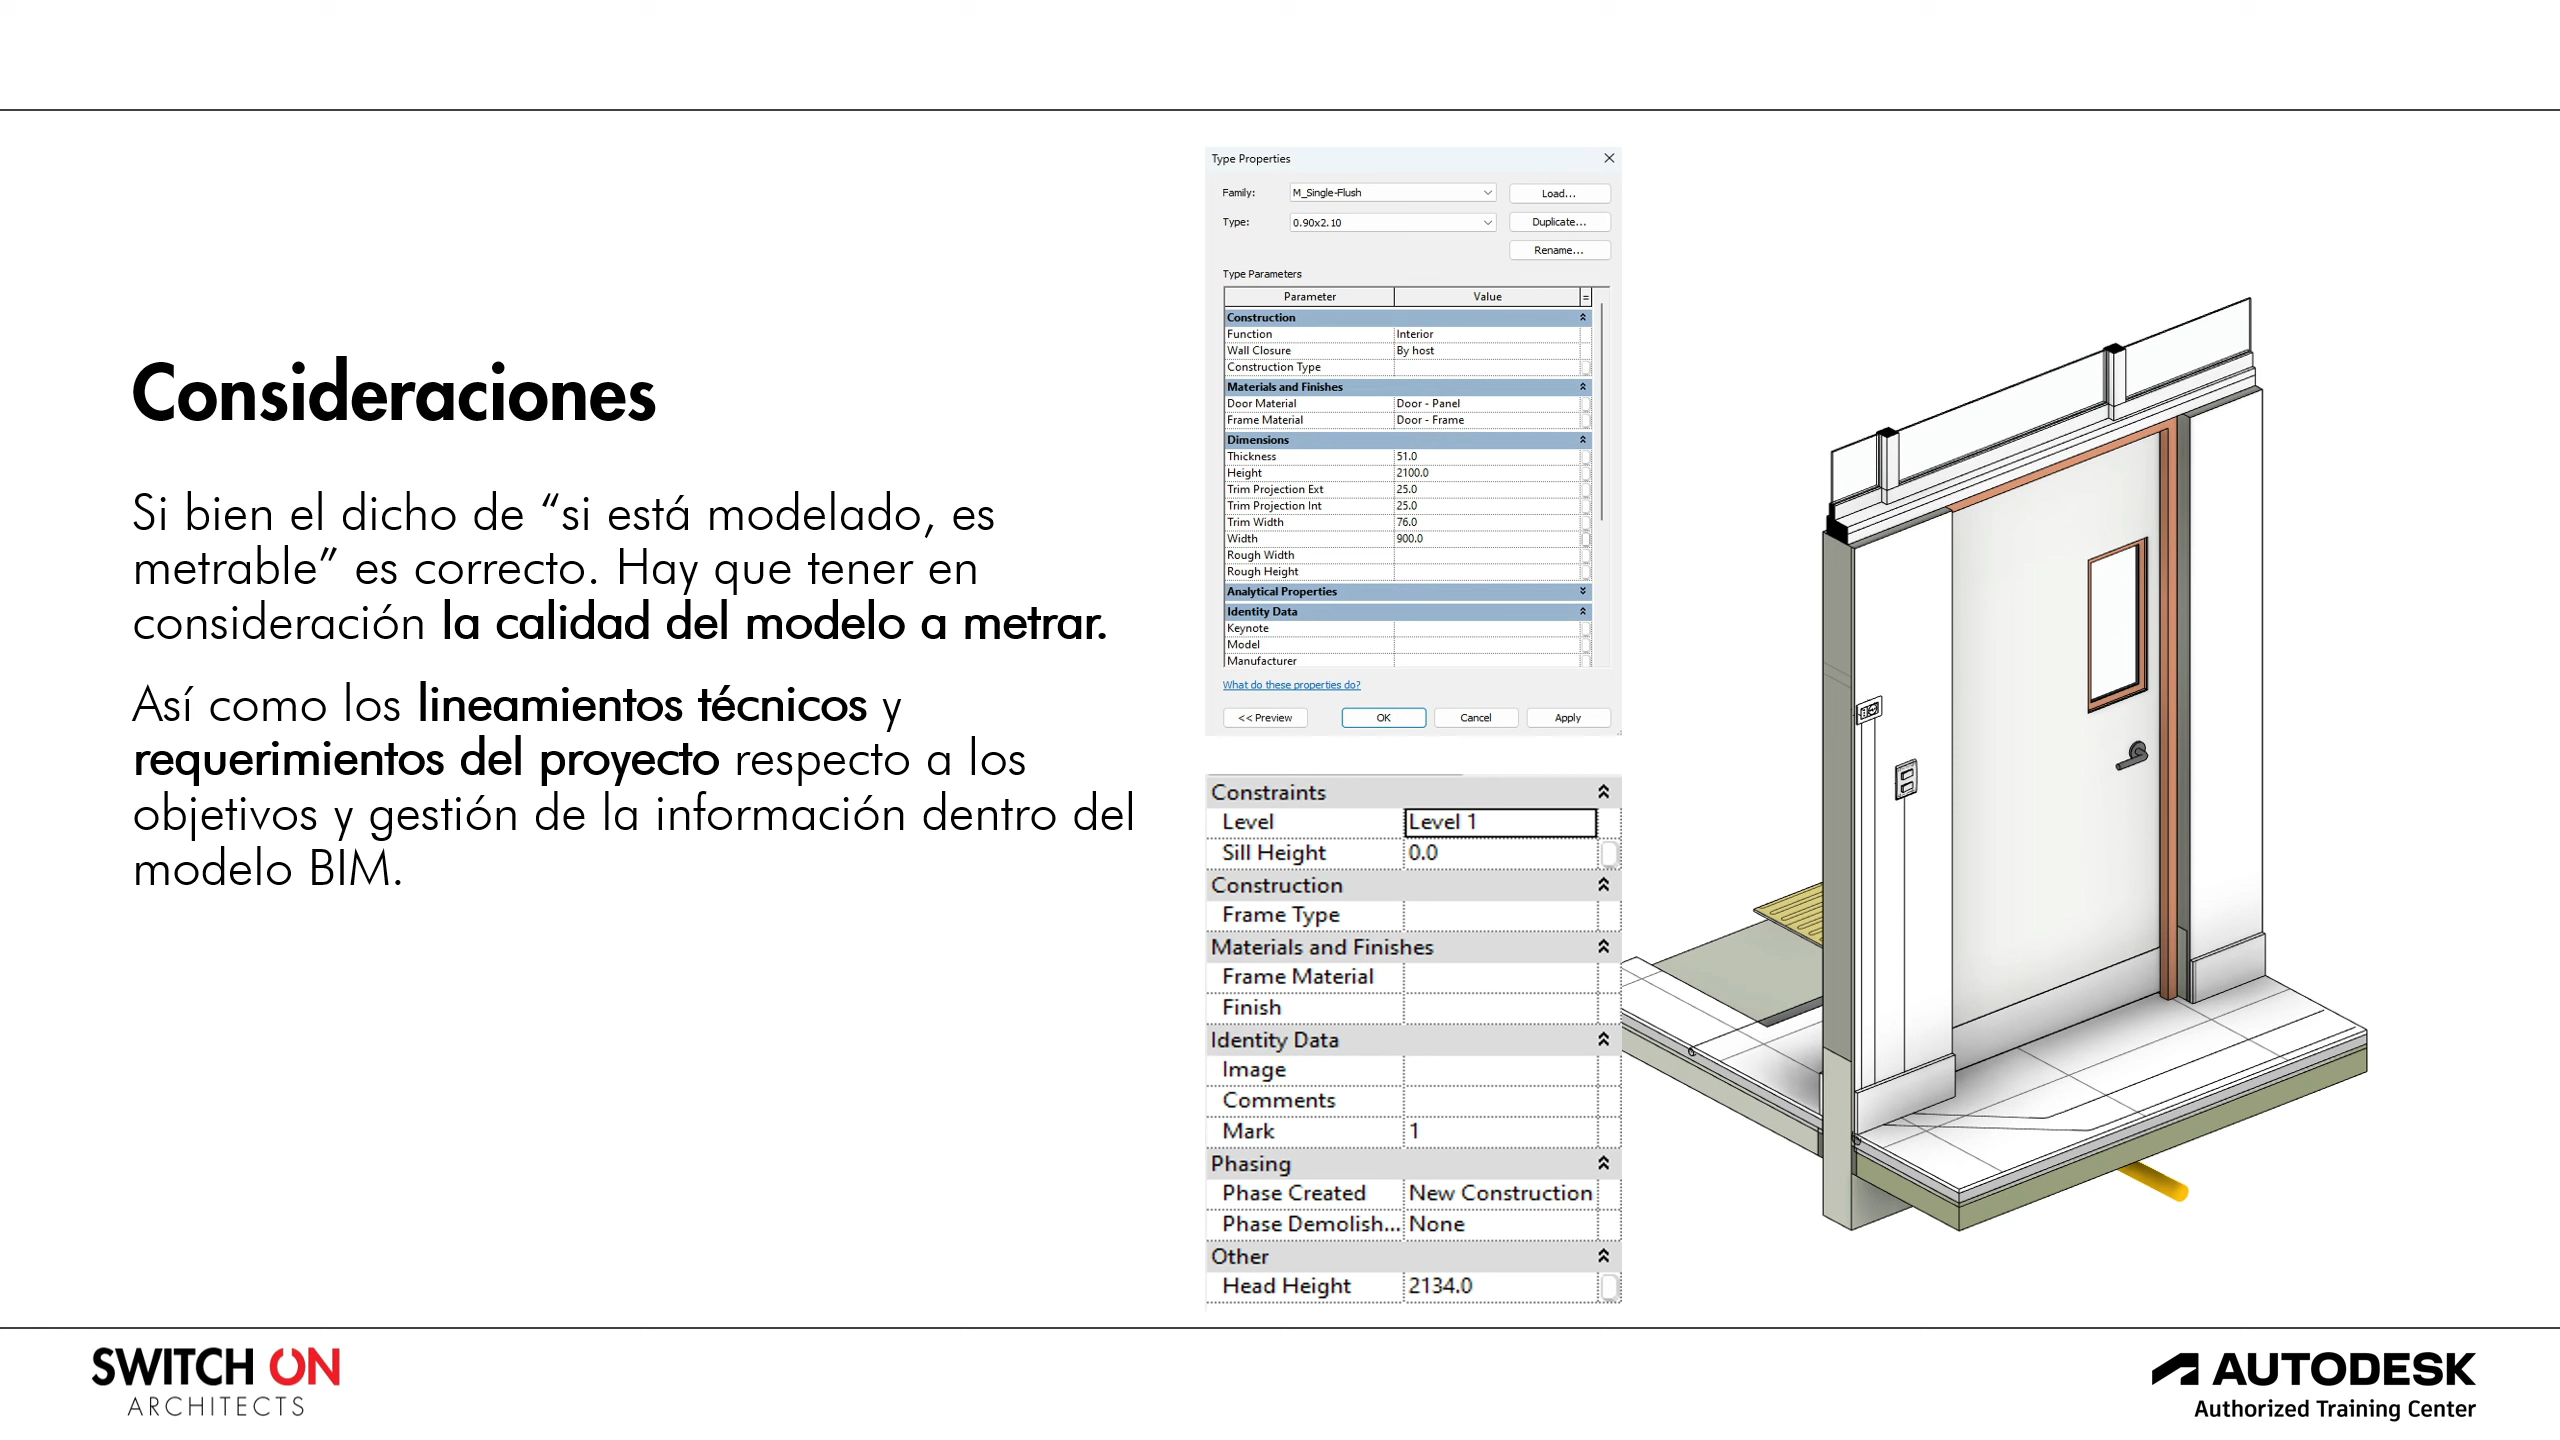 Consideraciones
Si bien el dicho de “si está modelado, es
metrable” es correcto. Hay que tener en
consideración la calidad del modelo a metrar.
Así como los lineamientos técnicos y
requerimientos del proyecto respecto a los
objetivos y gestión de la información dentro del
modelo BIM.
Type Properties
Family: M_Single-Flush Load...
Type: 0.90x2.10 Duplicate...
Rename...
Type Parameters
Parameter Value =
Construction
Function Interior
Wall Closure By host
Construction Type
Materials and Finishes
Door Material Door - Panel
Frame Material Door - Frame
Dimensions
Thickness 51.0
Height 2100.0
Trim Projection Ext 25.0
Trim Projection Int 25.0
Trim Width 76.0
Width 900.0
Rough Width
Rough Height
Analytical Properties
Identity Data
Keynote
Model
Manufacturer
What do these properties do?
<< Preview OK Cancel Apply
Constraints
Level Level 1
Sill Height 0.0
Construction
Frame Type
Materials and Finishes
Frame Material
Finish
Identity Data
Image
Comments
Mark 1
Phasing
Phase Created New Construction
Phase Demolish... None
Other
Head Height 2134.0
SWITCH ON
ARCHITECTS
AUTODESK
Authorized Training Center